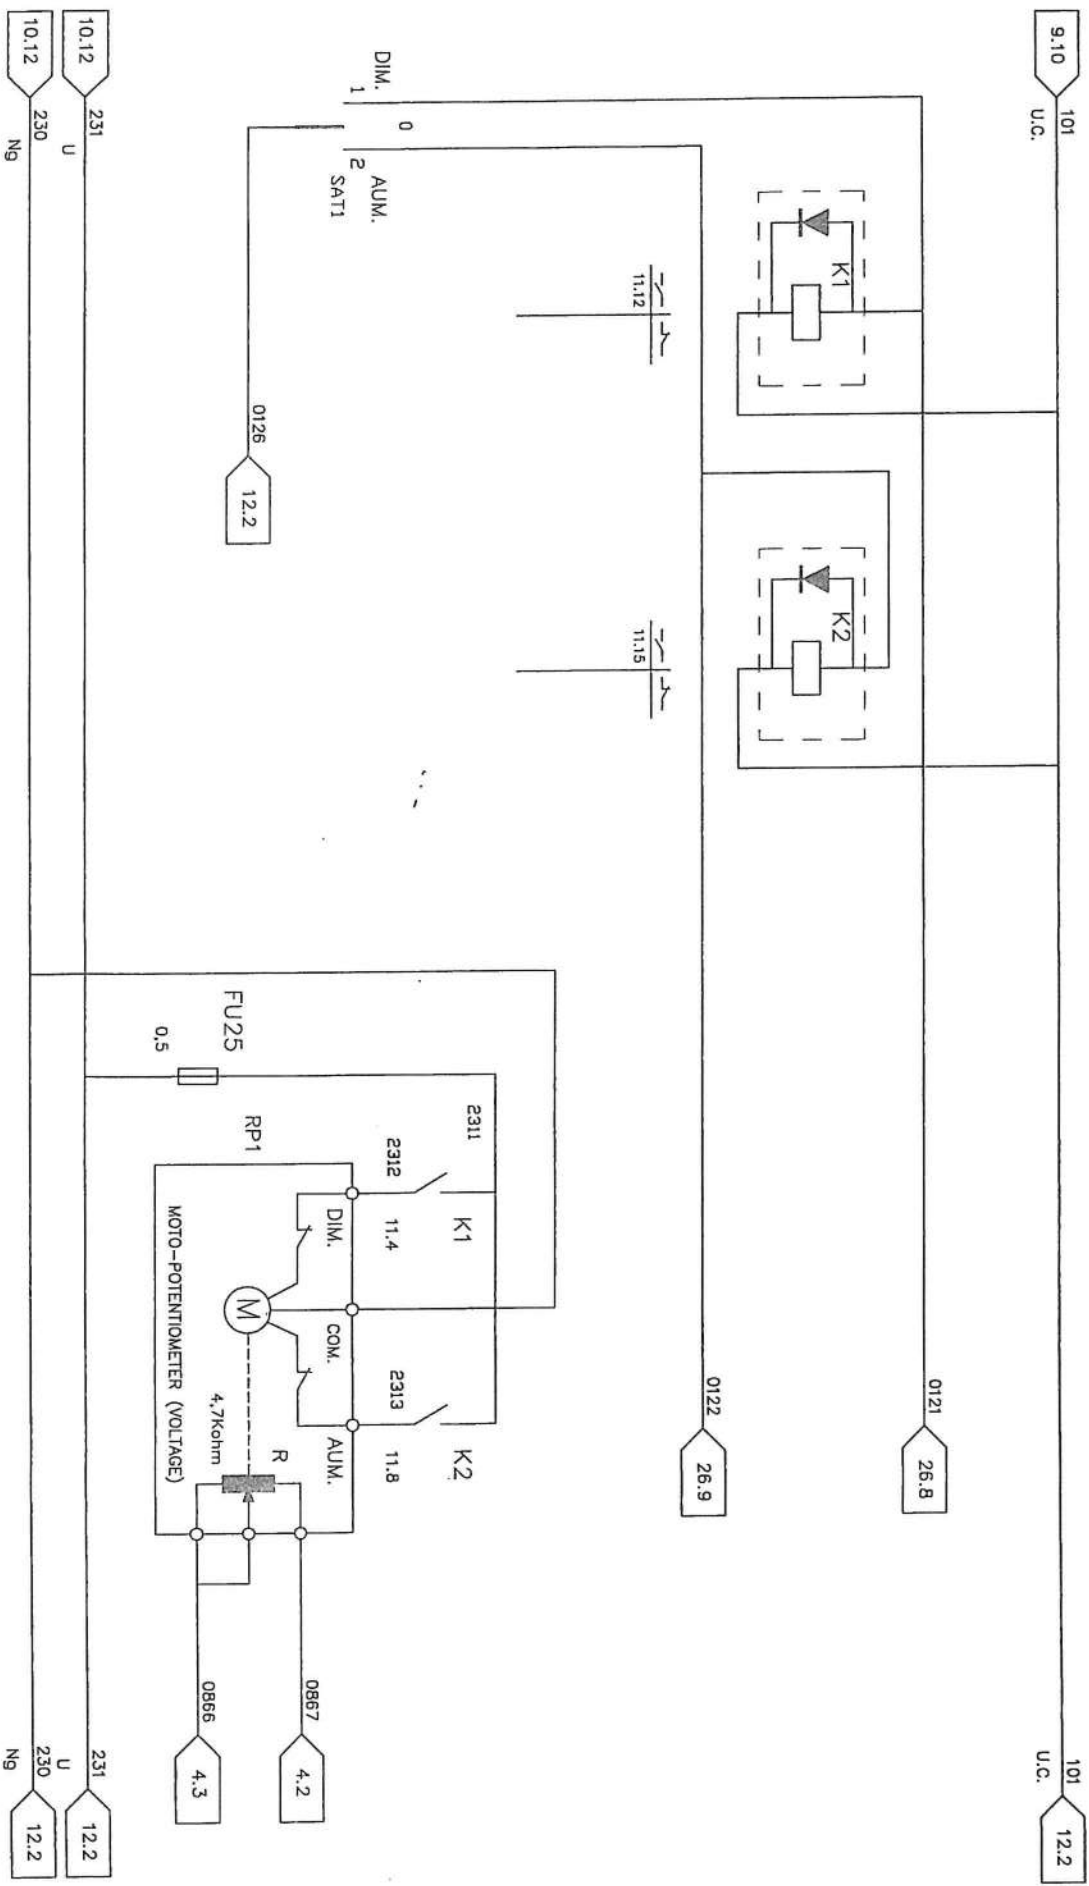 9.10
101
U.C.
101
U.C.
12.2
K1
K2
0121
26.8
0122
26.9
11.12
11.15
DIM.
1
0
2
AUM.
SAT1
0126
12.2
2311
K1
K2
2312
11.4
2313
11.8
FU25
0,5
RP1
DIM.
COM.
AUM.
M
R
4,7Kohm
MOTO-POTENTIOMETER (VOLTAGE)
0867
4.2
0866
4.3
10.12
231
U
231
U
12.2
10.12
230
Ng
230
Ng
12.2